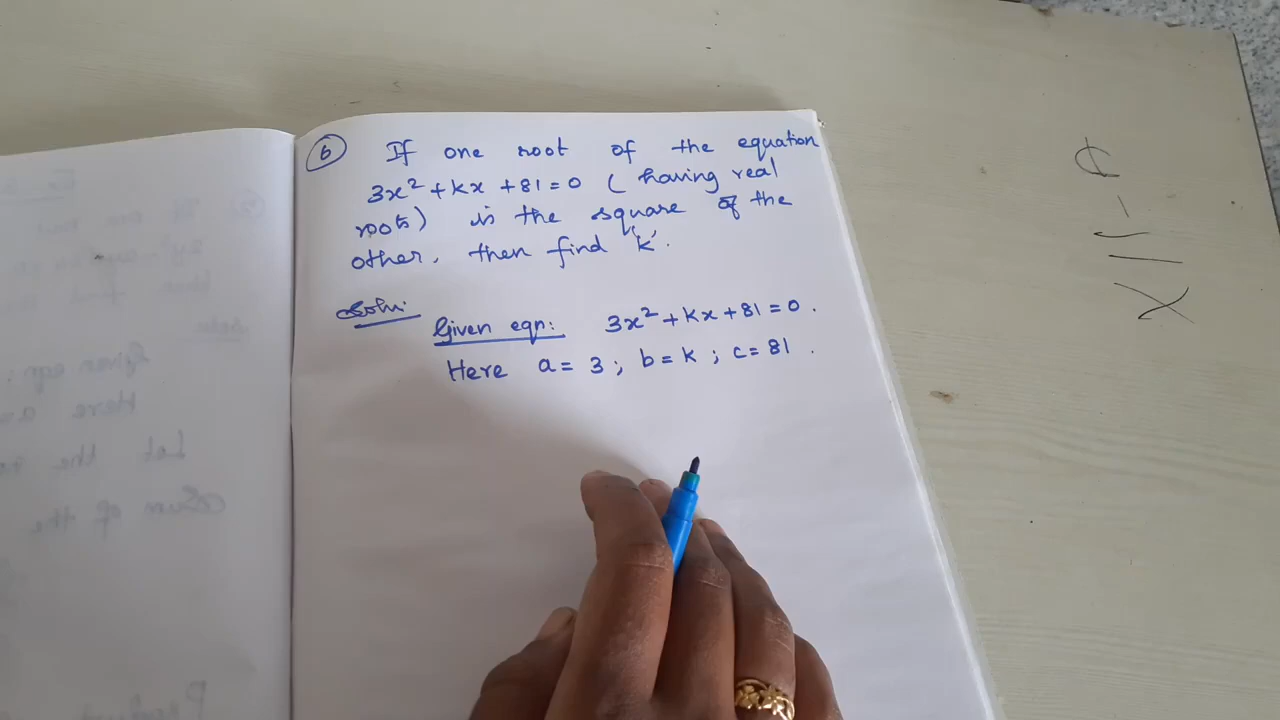 6 If one root of the equation
3x² + kx + 81 = 0 (having real
roots) is the square of the
other, then find 'k'.
Soln:
Given eqn: 3x² + kx + 81 = 0.
Here a = 3; b = k; c = 81.